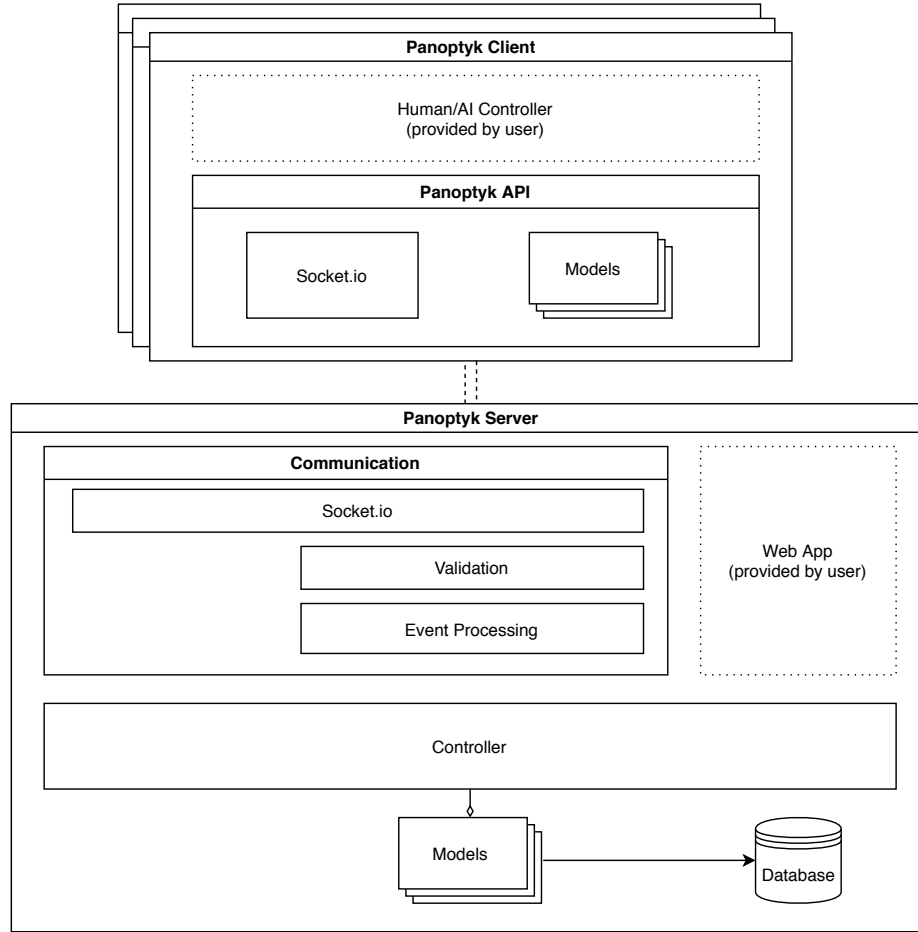 Panoptyk Client
Human/AI Controller
(provided by user)
Panoptyk API
Socket.io
Models
Panoptyk Server
Communication
Socket.io
Validation
Event Processing
Web App
(provided by user)
Controller
Models
Database